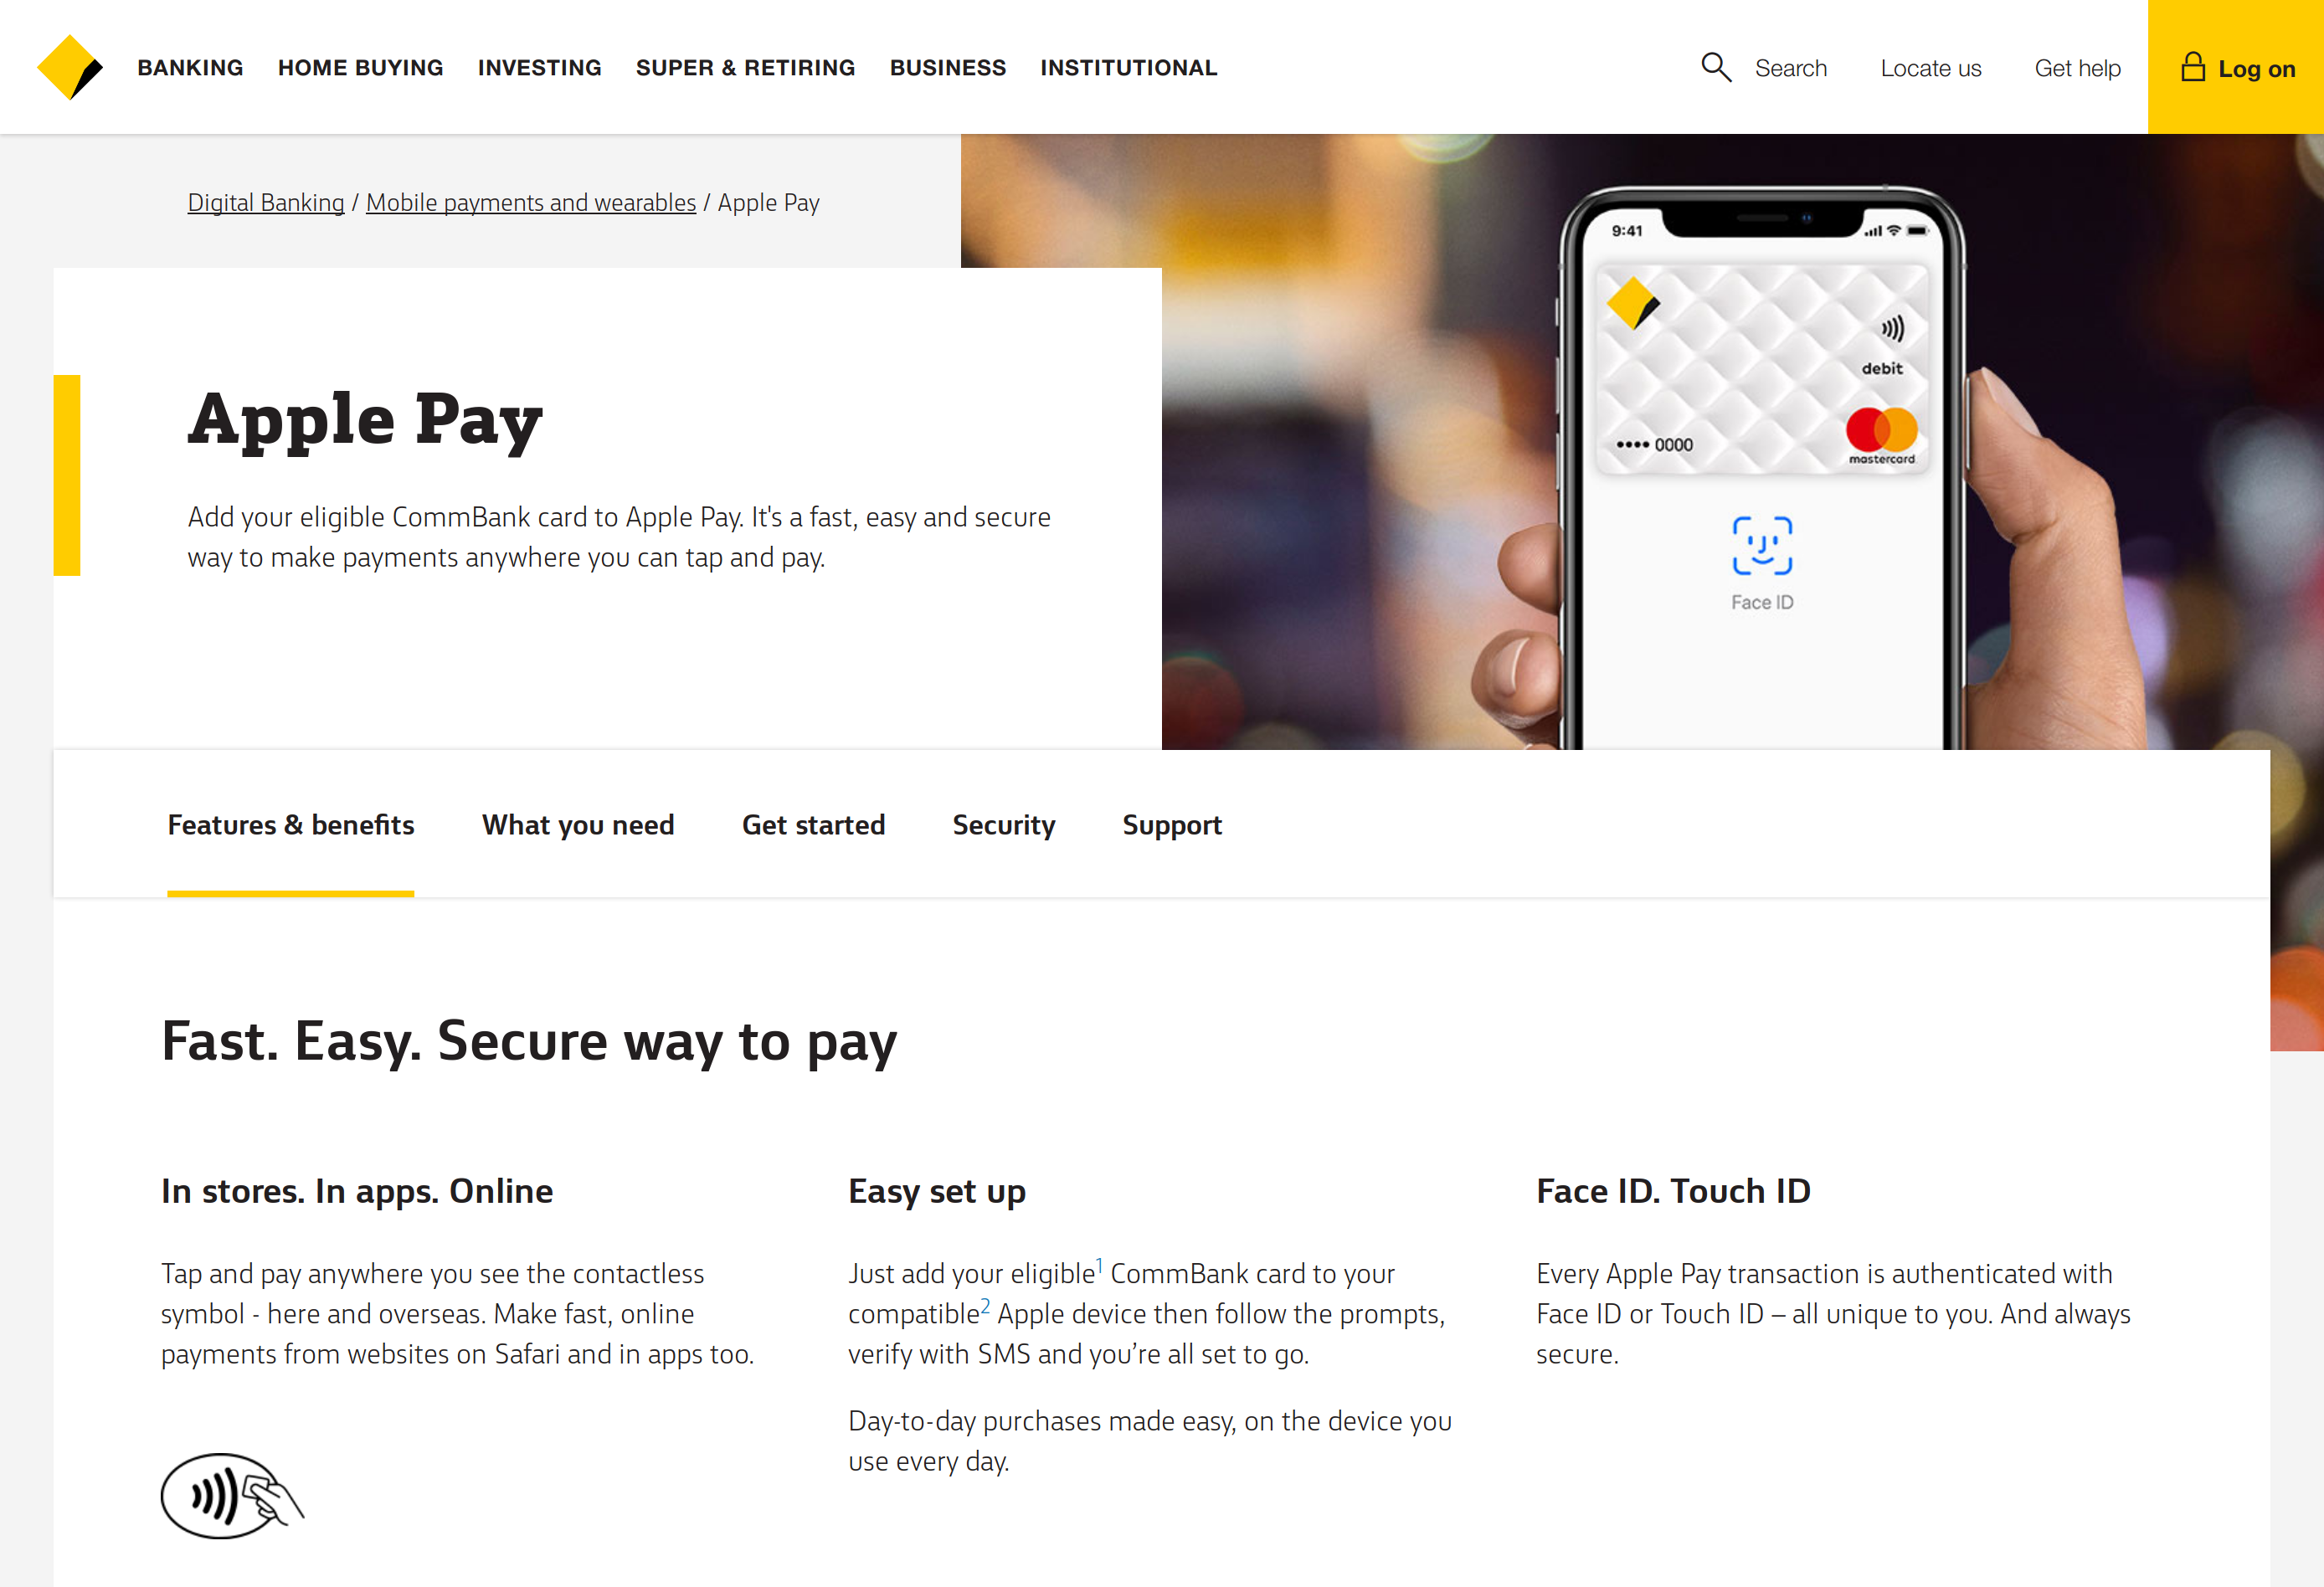 BANKING HOME BUYING INVESTING SUPER & RETIRING BUSINESS INSTITUTIONAL Search Locate us Get help Log on
Digital Banking / Mobile payments and wearables / Apple Pay
9:41
debit
•••• 0000
mastercard
Face ID
Apple Pay
Add your eligible CommBank card to Apple Pay. It's a fast, easy and secure
way to make payments anywhere you can tap and pay.
Features & benefits What you need Get started Security Support
Fast. Easy. Secure way to pay
In stores. In apps. Online
Tap and pay anywhere you see the contactless
symbol - here and overseas. Make fast, online
payments from websites on Safari and in apps too.
Easy set up
Just add your eligible1 CommBank card to your
compatible2 Apple device then follow the prompts,
verify with SMS and you’re all set to go.
Day-to-day purchases made easy, on the device you
use every day.
Face ID. Touch ID
Every Apple Pay transaction is authenticated with
Face ID or Touch ID – all unique to you. And always
secure.